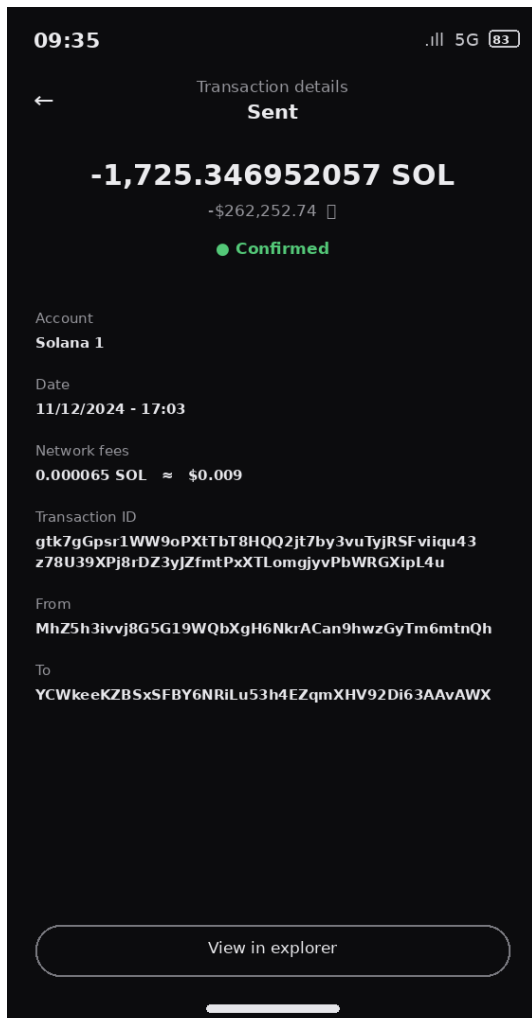 09:35
5G 83
Transaction details
Sent
-1,725.346952057 SOL
-$262,252.74
Confirmed
Account
Solana 1
Date
11/12/2024 - 17:03
Network fees
0.000065 SOL ≈ $0.009
Transaction ID
gtk7gGpsr1WW9oPXtTbT8HQQ2jt7by3vuTyjRSFviiqu43
z78U39XPj8rDZ3yJZfmtPxXTLomgjyvPbWRGXipL4u
From
MhZ5h3ivvj8G5G19WQbXgH6NkrACan9hwzGyTm6mtnQh
To
YCWkeeKZBSxSFBY6NRiLu53h4EZqmXHV92Di63AAvAWX
View in explorer